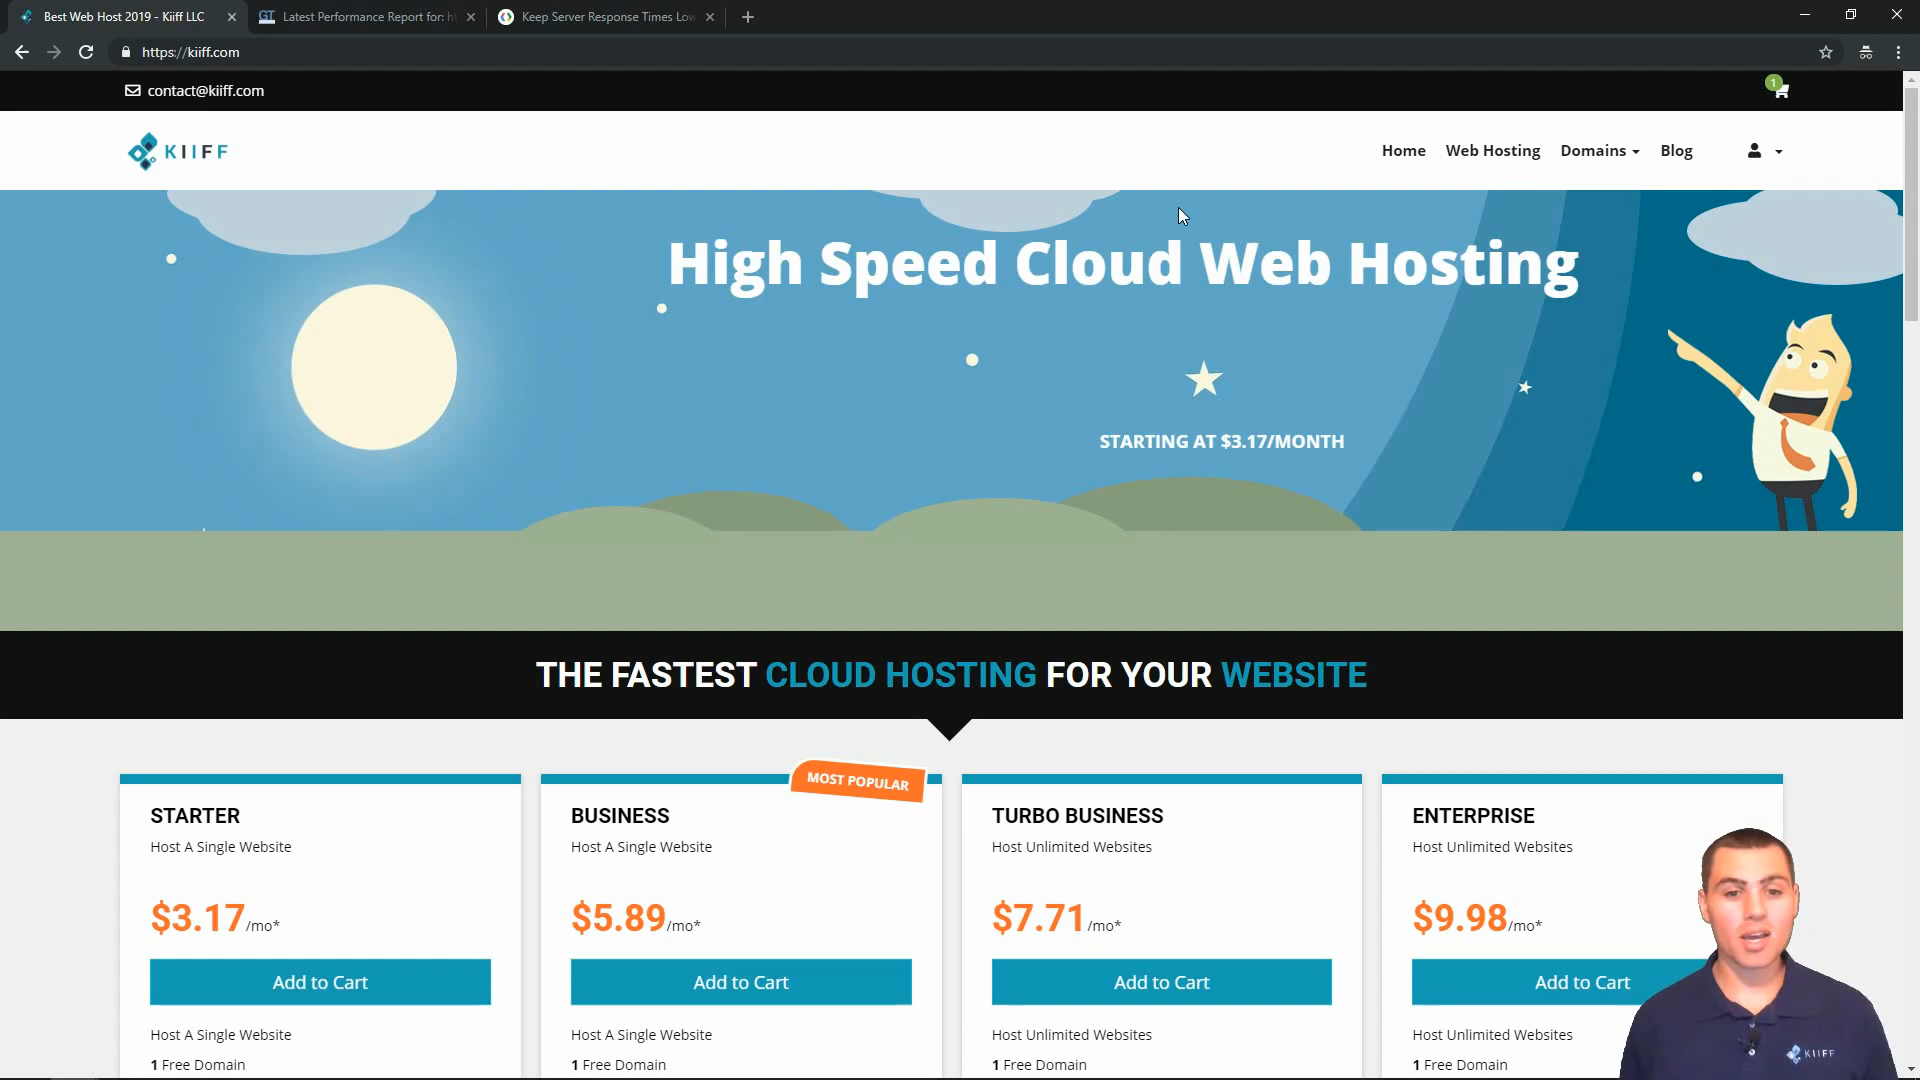 Best Web Host 2019 - Kiiff LLC
GT Latest Performance Report for: h
Keep Server Response Times Low
https://kiiff.com
contact@kiiff.com
1
KIIFF
Home Web Hosting Domains Blog
High Speed Cloud Web Hosting
STARTING AT $3.17/MONTH
THE FASTEST CLOUD HOSTING FOR YOUR WEBSITE
STARTER
Host A Single Website
$3.17/mo*
Add to Cart
Host A Single Website
1 Free Domain
MOST POPULAR
BUSINESS
Host A Single Website
$5.89/mo*
Add to Cart
Host A Single Website
1 Free Domain
TURBO BUSINESS
Host Unlimited Websites
$7.71/mo*
Add to Cart
Host Unlimited Websites
1 Free Domain
ENTERPRISE
Host Unlimited Websites
$9.98/mo*
Add to Cart
Host Unlimited Websites
1 Free Domain
KIIFF